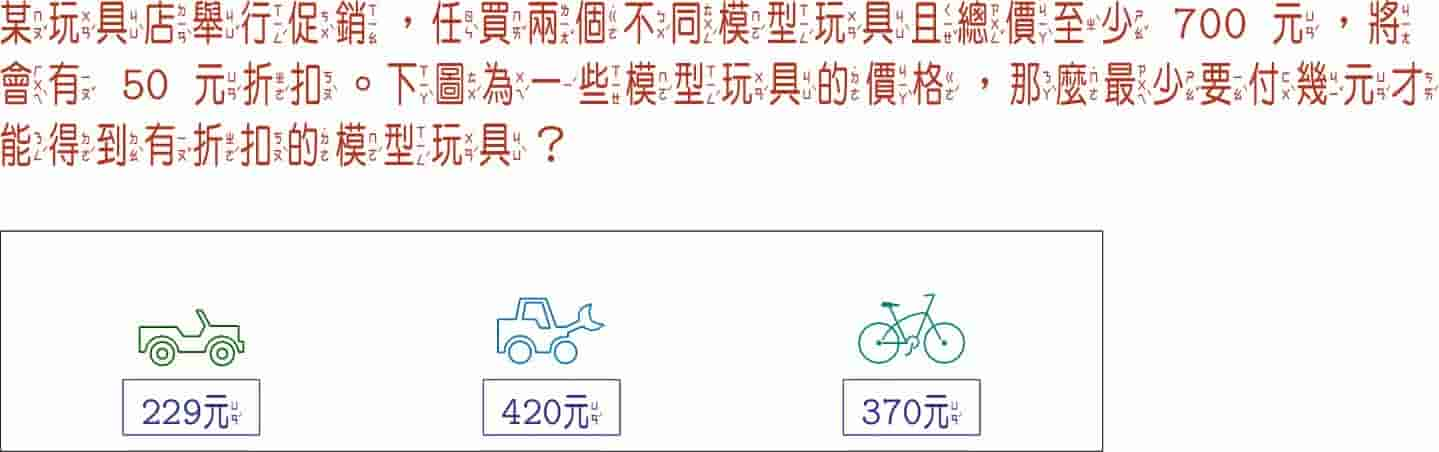 某玩具店舉行促銷，任買兩個不同模型玩具且總價至少 700 元，將
會有 50 元折扣。下圖為一些模型玩具的價格，那麼最少要付幾元才
能得到有折扣的模型玩具？
229元 420元 370元